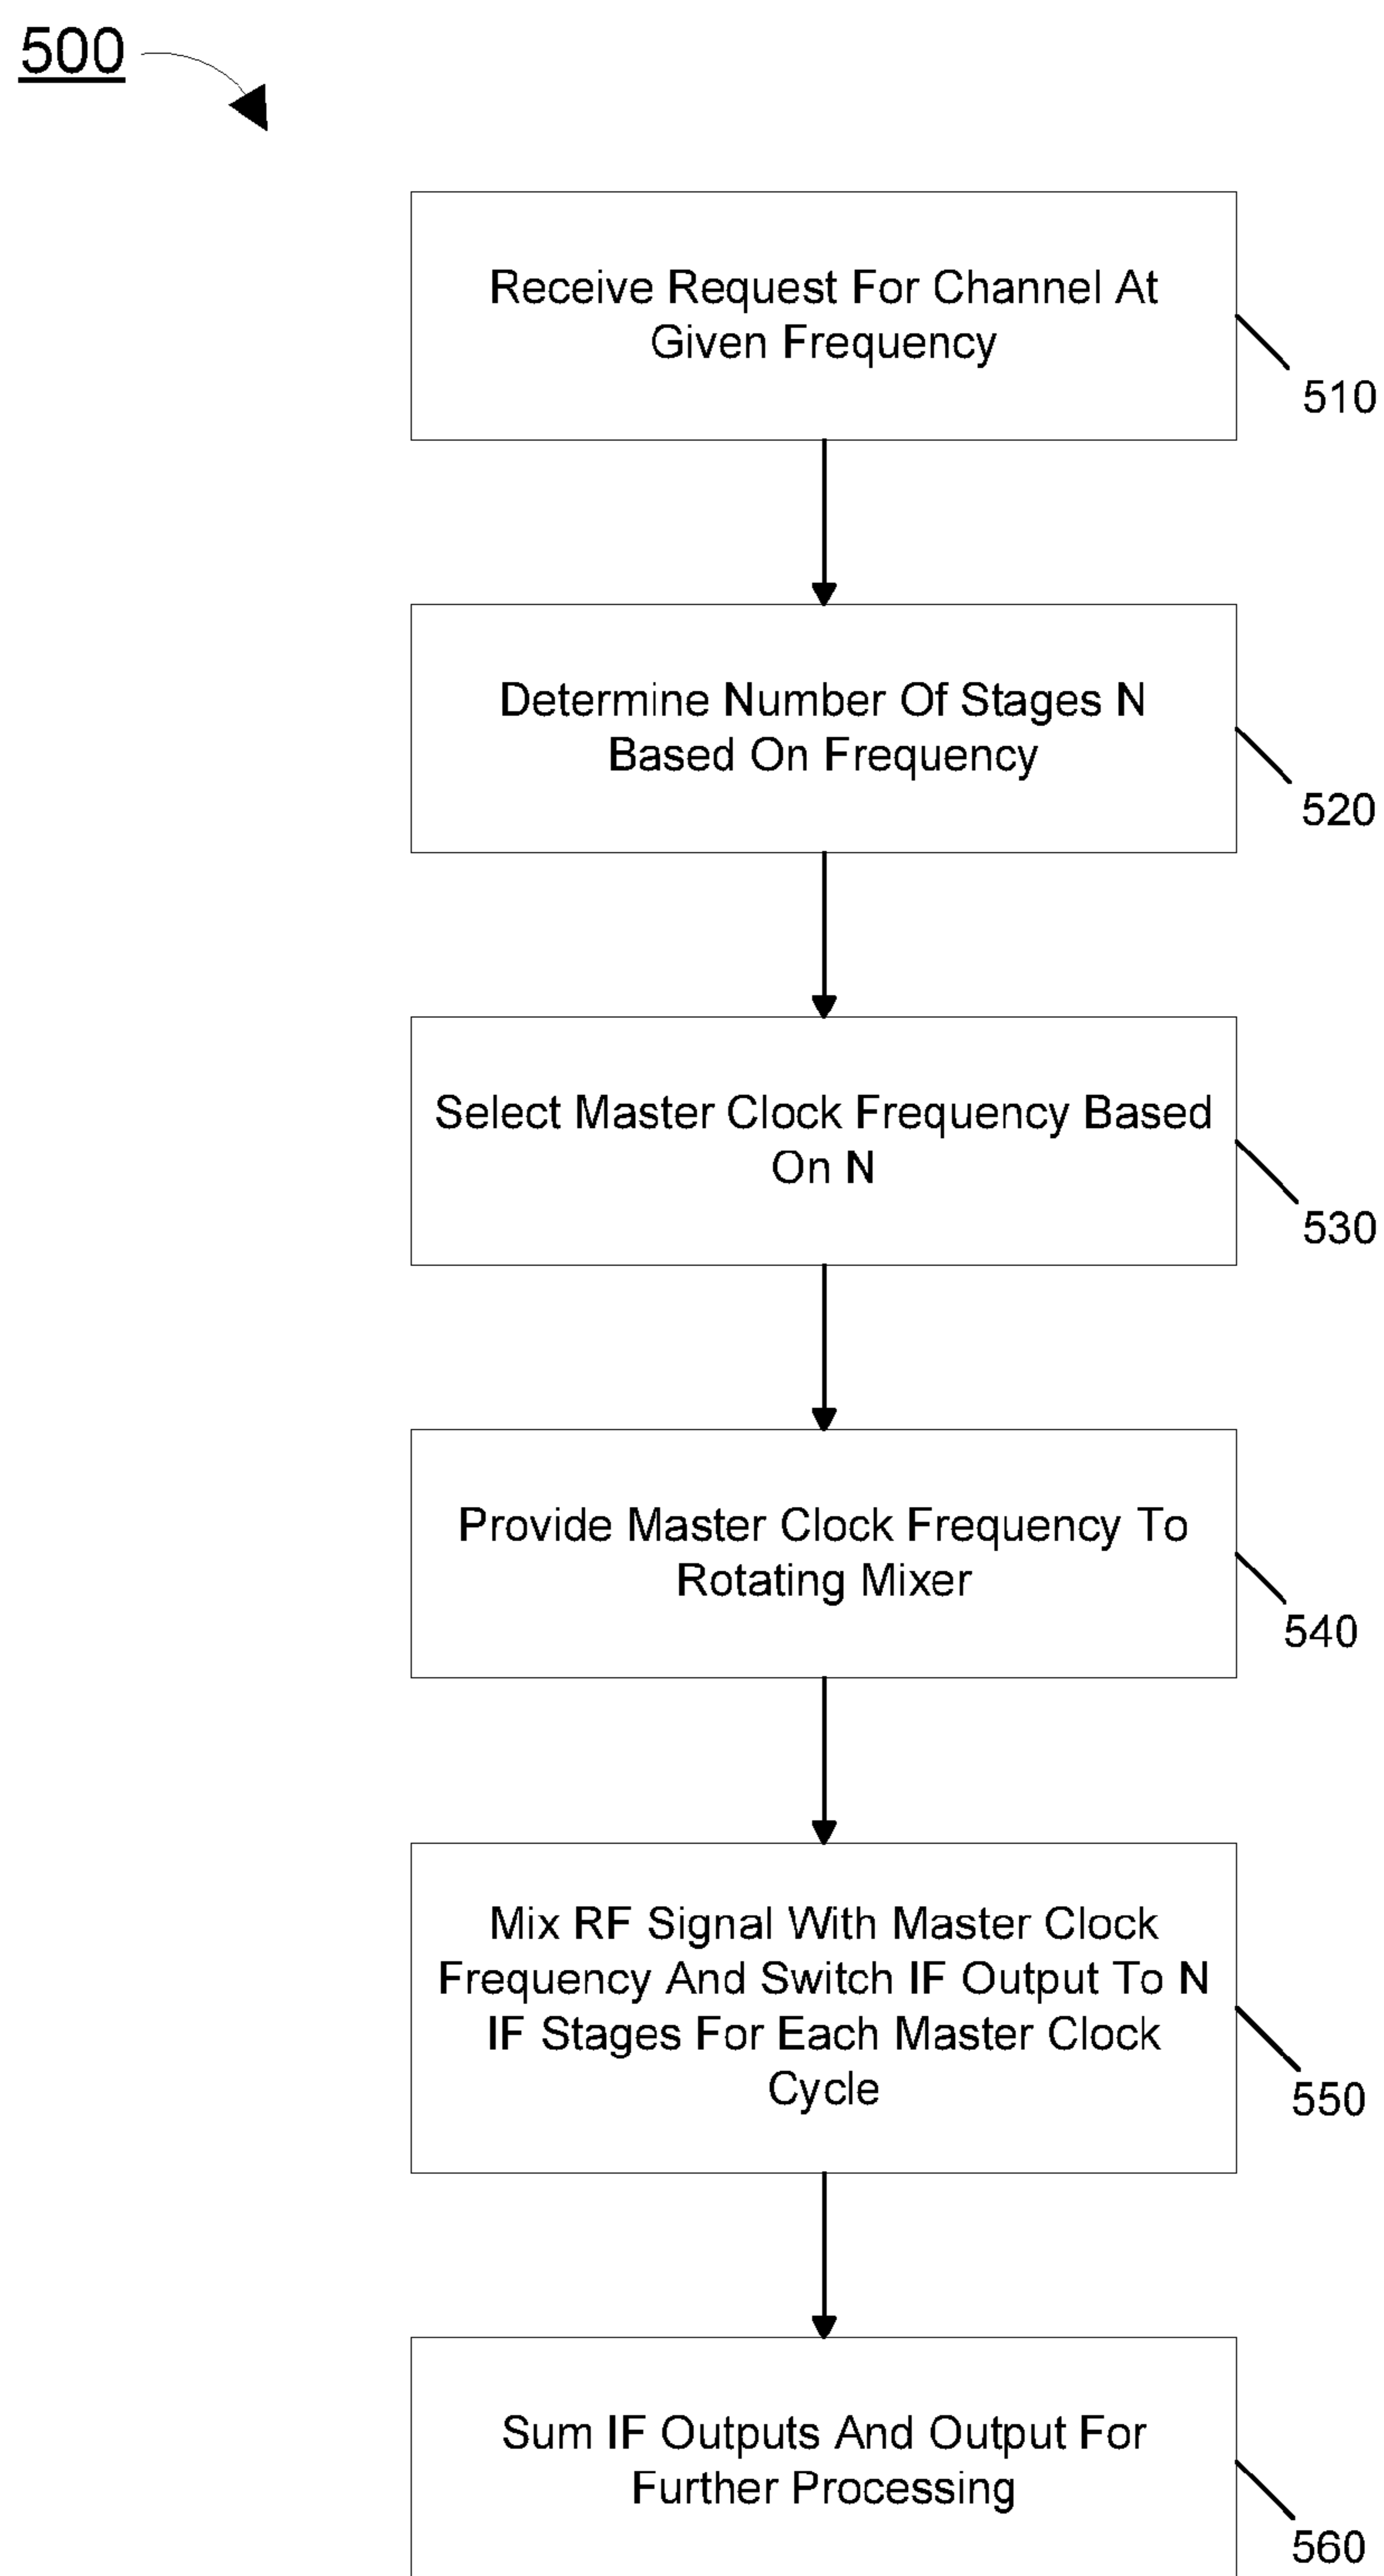 500
Receive Request For Channel At
Given Frequency
510
Determine Number Of Stages N
Based On Frequency
520
Select Master Clock Frequency Based
On N
530
Provide Master Clock Frequency To
Rotating Mixer
540
Mix RF Signal With Master Clock
Frequency And Switch IF Output To N
IF Stages For Each Master Clock
Cycle
550
Sum IF Outputs And Output For
Further Processing
560